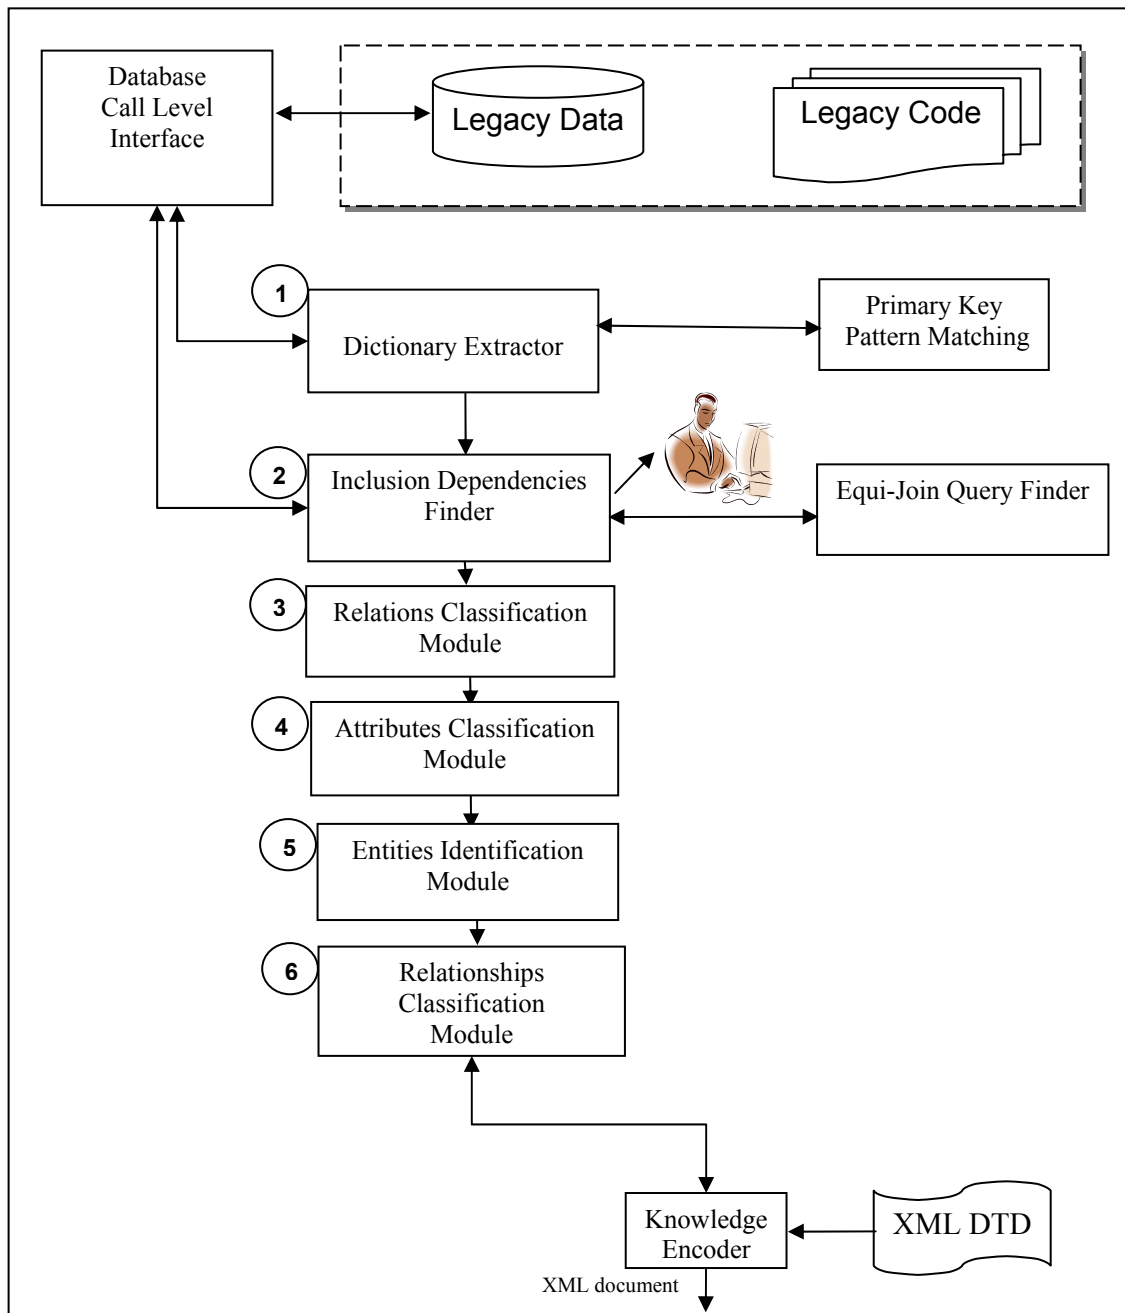 Database
Call Level
Interface
Legacy Data
Legacy Code
1
Dictionary Extractor
Primary Key
Pattern Matching
2
Inclusion Dependencies
Finder
Equi-Join Query Finder
3
Relations Classification
Module
4
Attributes Classification
Module
5
Entities Identification
Module
6
Relationships
Classification
Module
Knowledge
Encoder
XML DTD
XML document